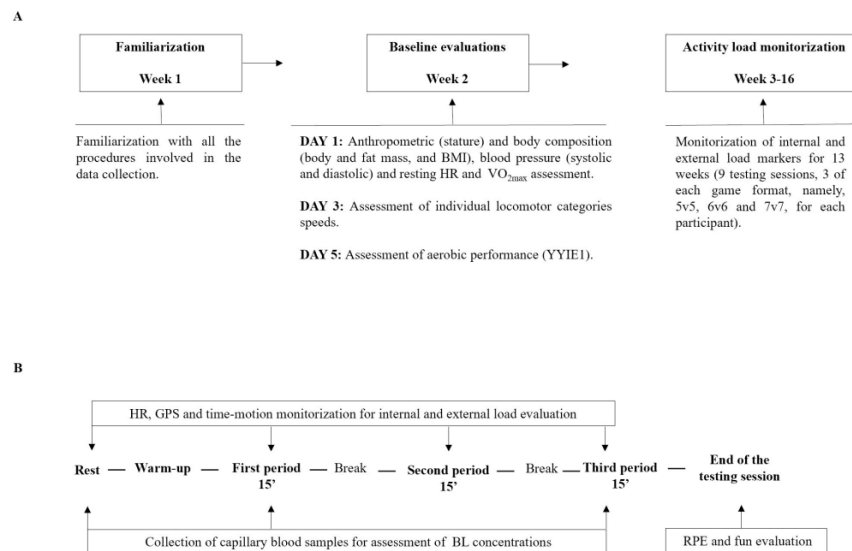 A
Familiarization
Week 1
Baseline evaluations
Week 2
Activity load monitorization
Week 3-16
Familiarization with all the
procedures involved in the
data collection.
DAY 1: Anthropometric (stature) and body composition
(body and fat mass, and BMI), blood pressure (systolic
and diastolic) and resting HR and VO2max assessment.
DAY 3: Assessment of individual locomotor categories
speeds.
DAY 5: Assessment of aerobic performance (YYIE1).
Monitorization of internal and
external load markers for 13
weeks (9 testing sessions, 3 of
each game format, namely,
5v5, 6v6 and 7v7, for each
participant).
B
HR, GPS and time-motion monitorization for internal and external load evaluation
Rest — Warm-up — First period — Break — Second period — Break — Third period — End of the
15’ 15’ 15’ testing session
Collection of capillary blood samples for assessment of BL concentrations
RPE and fun evaluation